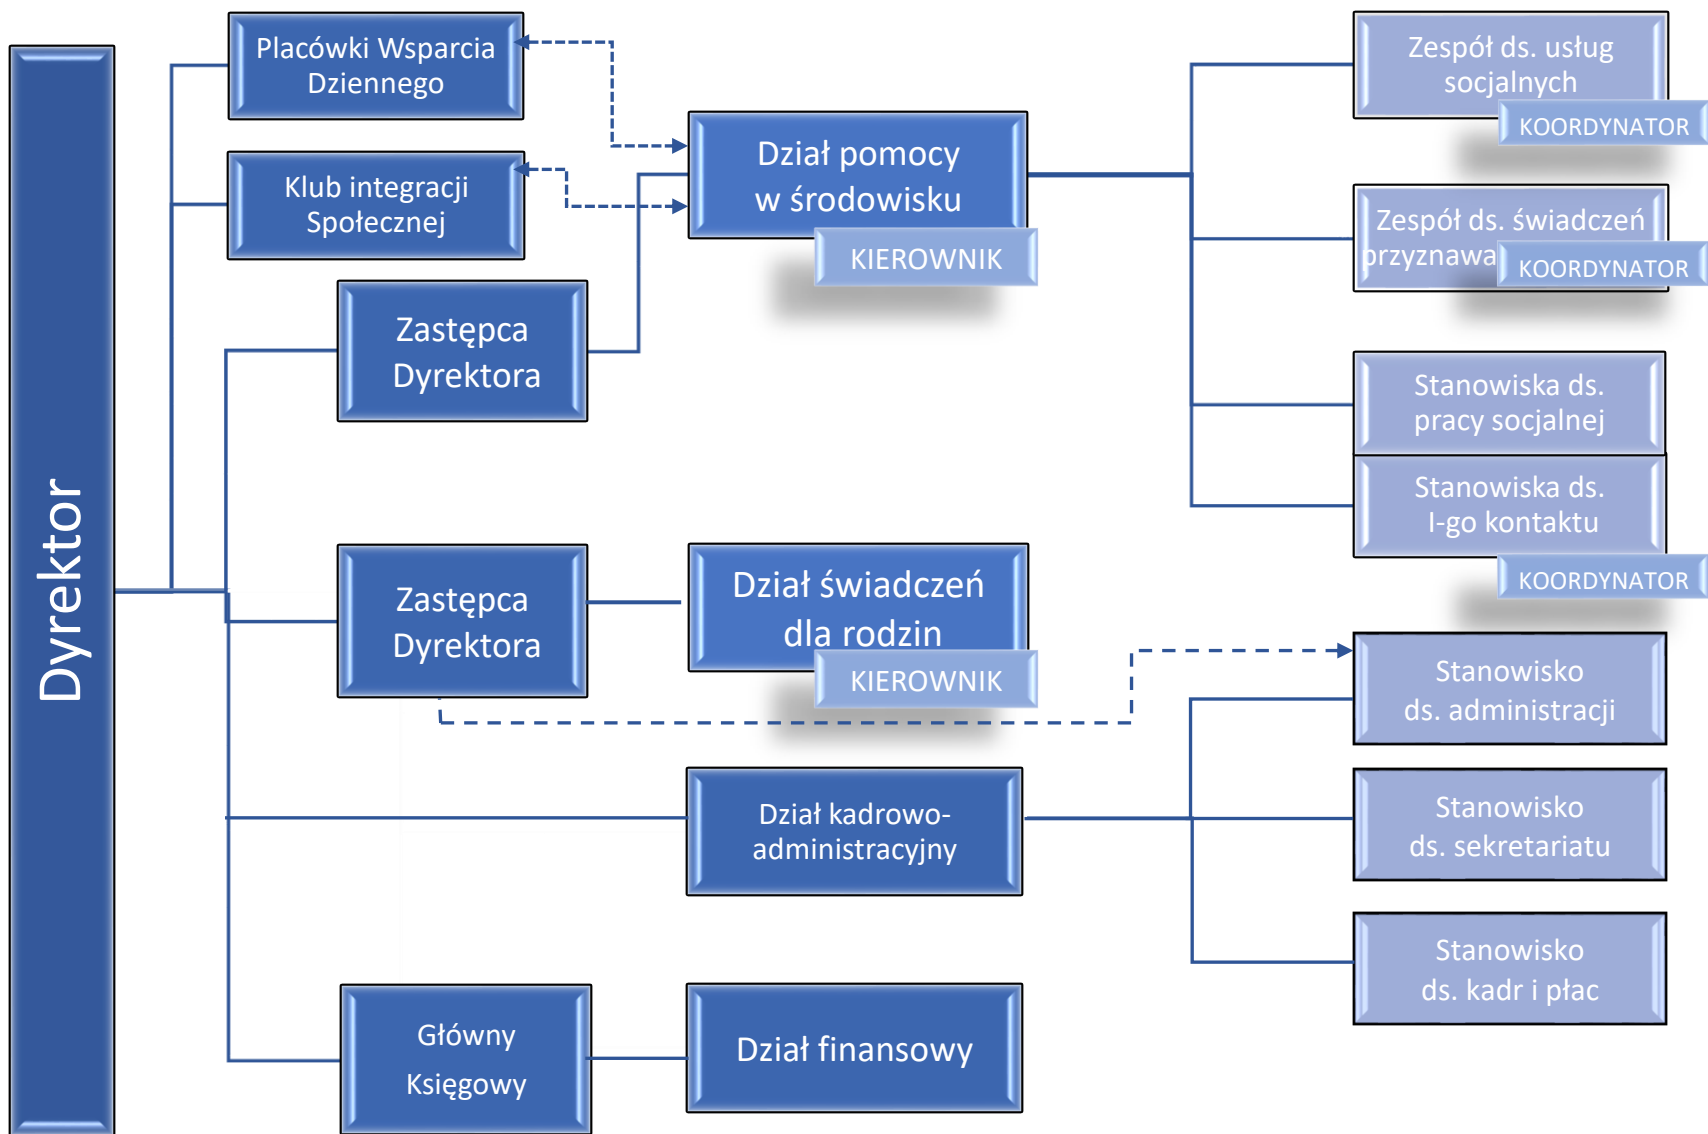 Dyrektor
Placówki Wsparcia
Dziennego
Klub integracji
Społecznej
Zastępca
Dyrektora
Zastępca
Dyrektora
Główny
Księgowy
Dział pomocy
w środowisku
KIEROWNIK
Dział świadczeń
dla rodzin
KIEROWNIK
Dział kadrowo-
administracyjny
Dział finansowy
Zespół ds. usług
socjalnych
KOORDYNATOR
Zespół ds. świadczeń
KOORDYNATOR
Stanowiska ds.
pracy socjalnej
Stanowiska ds.
I-go kontaktu
KOORDYNATOR
Stanowisko
ds. administracji
Stanowisko
ds. sekretariatu
Stanowisko
ds. kadr i płac